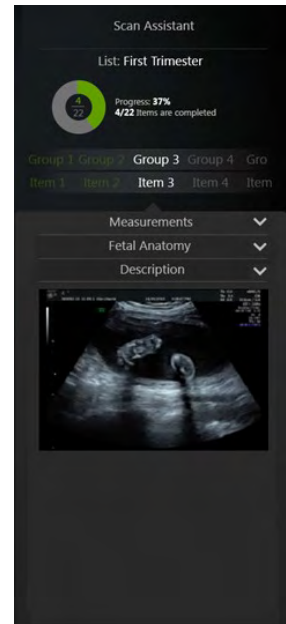 Scan Assistant
List: First Trimester
4
22
Progress: 37%
4/22 Items are completed
Group 1 Group 2 Group 3 Group 4 Gro
Item 1 Item 2 Item 3 Item 4 Item
Measurements
Fetal Anatomy
Description